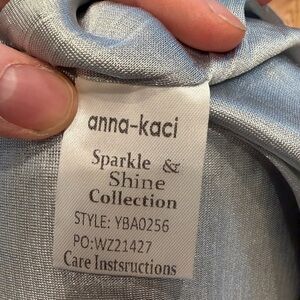 anna-kaci
Sparkle &
Shine
Collection
STYLE: YBA0256
PO:WZ21427
Care Instsructions